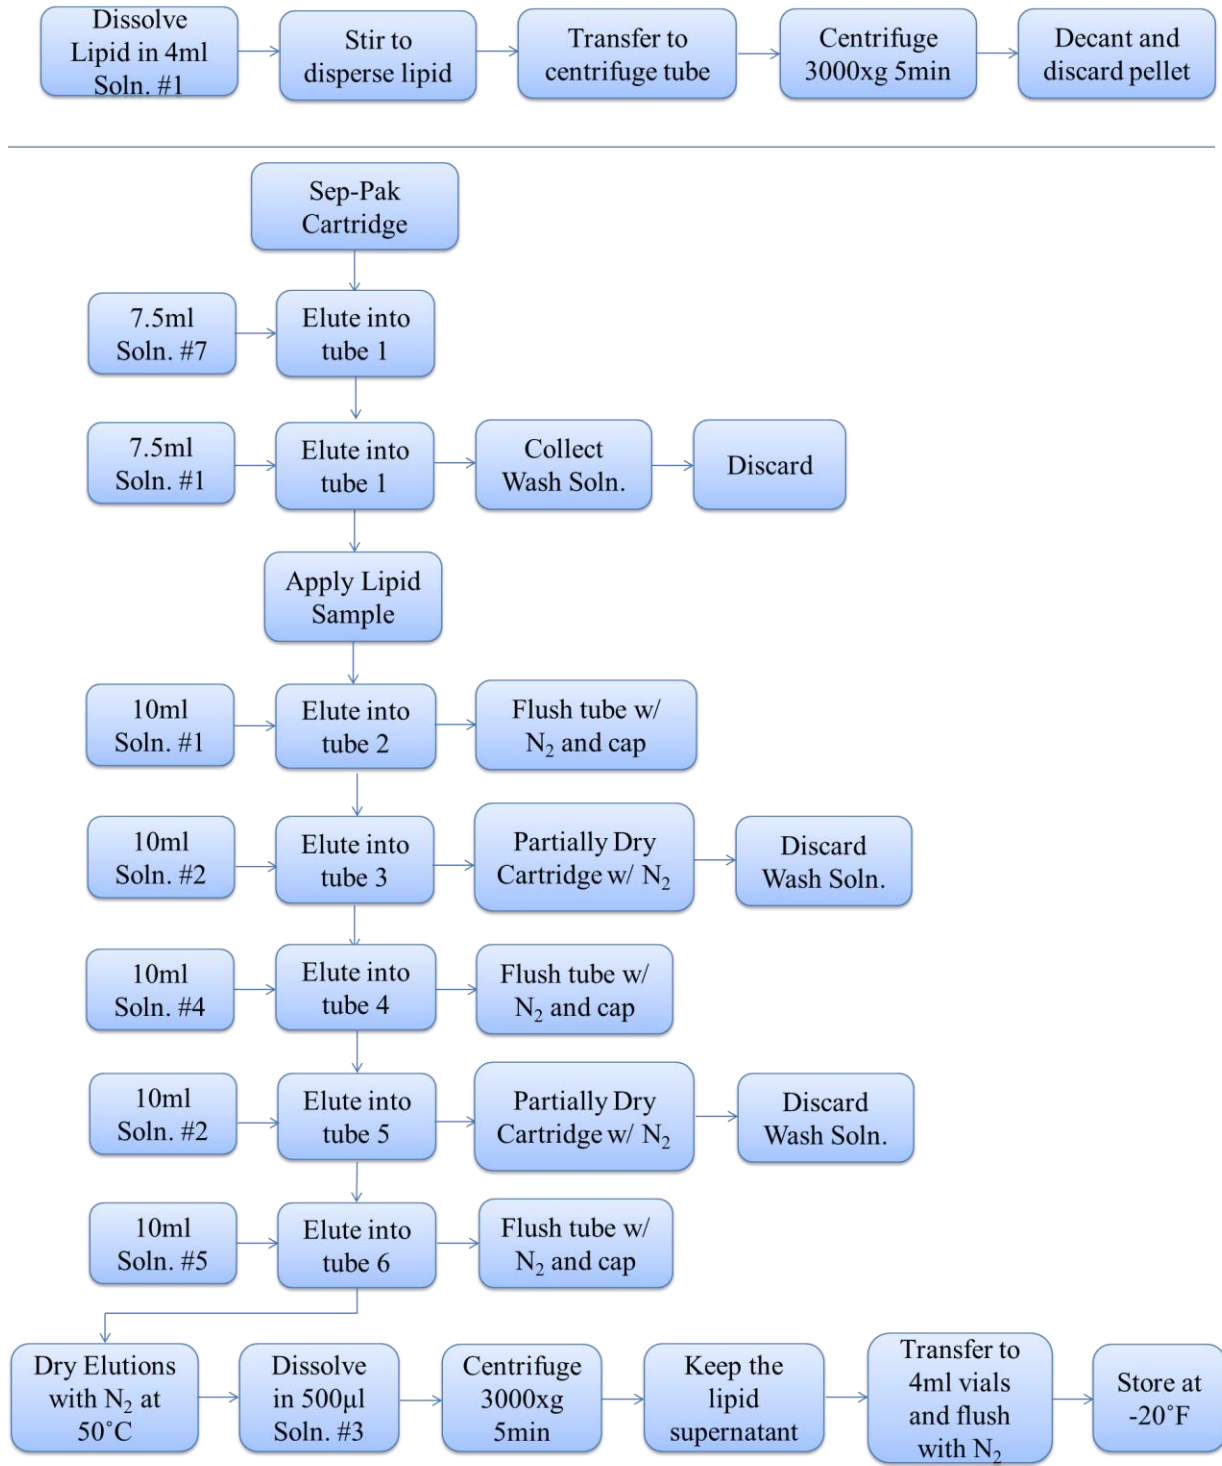 Dissolve
Lipid in 4ml
Soln. #1
Stir to
disperse lipid
Transfer to
centrifuge tube
Centrifuge
3000xg 5min
Decant and
discard pellet
Sep-Pak
Cartridge
7.5ml
Soln. #7
Elute into
tube 1
7.5ml
Soln. #1
Elute into
tube 1
Collect
Wash Soln.
Discard
Apply Lipid
Sample
10ml
Soln. #1
Elute into
tube 2
Flush tube w/
N₂ and cap
10ml
Soln. #2
Elute into
tube 3
Partially Dry
Cartridge w/ N₂
Discard
Wash Soln.
10ml
Soln. #4
Elute into
tube 4
Flush tube w/
N₂ and cap
10ml
Soln. #2
Elute into
tube 5
Partially Dry
Cartridge w/ N₂
Discard
Wash Soln.
10ml
Soln. #5
Elute into
tube 6
Flush tube w/
N₂ and cap
Dry Elutions
with N₂ at
50˚C
Dissolve
in 500µl
Soln. #3
Centrifuge
3000xg
5min
Keep the
lipid
supernatant
Transfer to
4ml vials
and flush
with N₂
Store at
-20˚F